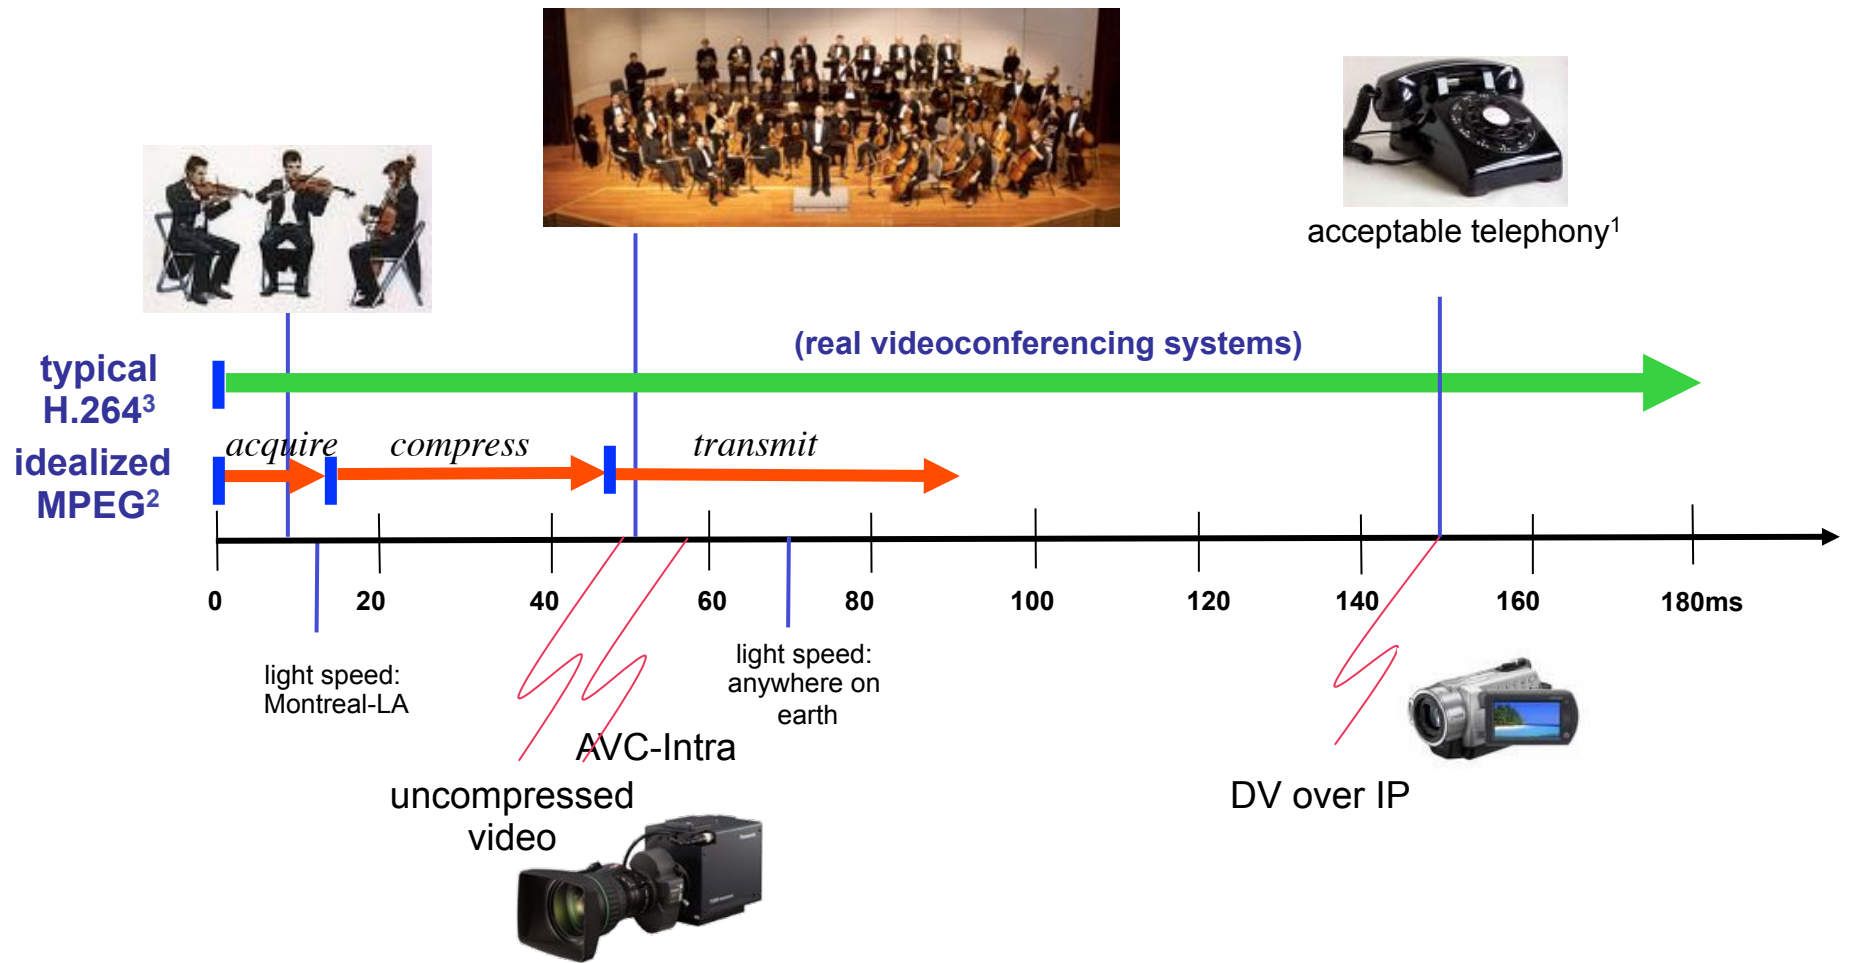 acceptable telephony1
(real videoconferencing systems)
typical
H.2643
acquire compress transmit
idealized
MPEG2
0 20 40 60 80 100 120 140 160 180ms
light speed:
Montreal-LA
light speed:
anywhere on
earth
AVC-Intra
uncompressed
video
DV over IP